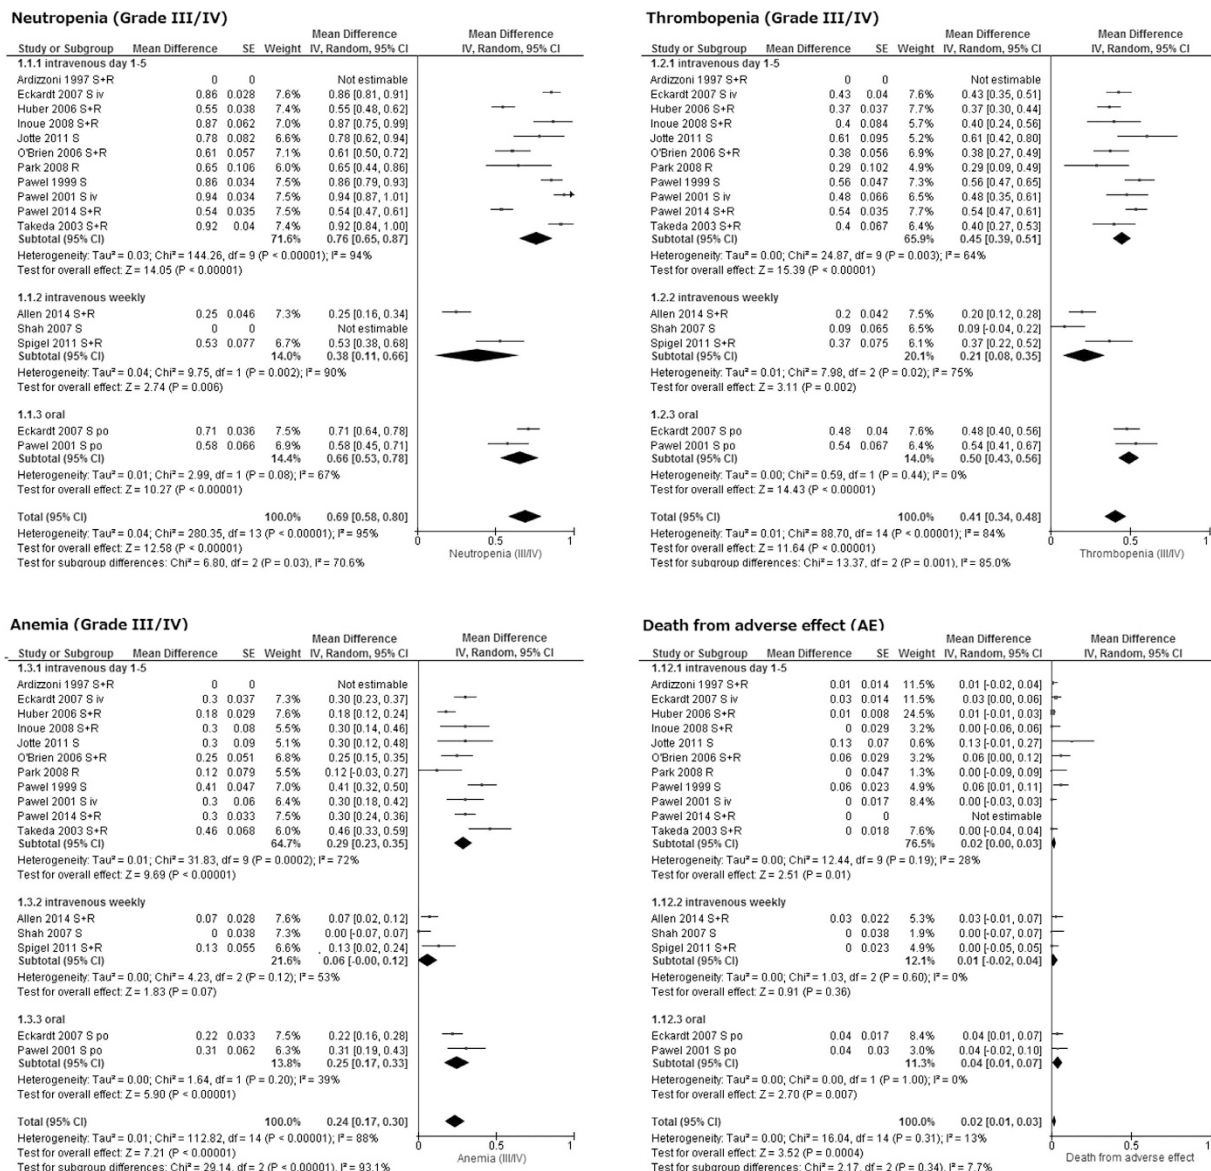 Neutropenia (Grade III/IV)
Mean Difference Mean Difference
Study or Subgroup Mean Difference SE Weight IV, Random, 95% CI IV, Random, 95% CI
1.1.1 intravenous day 1-5
Ardizzoni 1997 S+R 0 0 Not estimable
Eckardt 2007 S iv 0.86 0.028 7.6% 0.86 [0.81, 0.91]
Huber 2006 S+R 0.55 0.038 7.4% 0.55 [0.48, 0.62]
Inoue 2008 S+R 0.87 0.062 7.0% 0.87 [0.75, 0.99]
Jotte 2011 S 0.78 0.082 6.6% 0.78 [0.62, 0.94]
O'Brien 2006 S+R 0.61 0.057 7.1% 0.61 [0.50, 0.72]
Park 2008 R 0.65 0.106 6.0% 0.65 [0.44, 0.86]
Pawel 1999 S 0.86 0.034 7.5% 0.86 [0.79, 0.93]
Pawel 2001 S iv 0.94 0.034 7.5% 0.94 [0.87, 1.01]
Pawel 2014 S+R 0.54 0.035 7.5% 0.54 [0.47, 0.61]
Takeda 2003 S+R 0.92 0.04 7.4% 0.92 [0.84, 1.00]
Subtotal (95% CI) 71.6% 0.76 [0.65, 0.87]
Heterogeneity: Tau² = 0.03; Chi² = 144.26, df = 9 (P < 0.00001); I² = 94%
Test for overall effect: Z = 14.05 (P < 0.00001)
1.1.2 intravenous weekly
Allen 2014 S+R 0.25 0.046 7.3% 0.25 [0.16, 0.34]
Shah 2007 S 0 0 Not estimable
Spigel 2011 S+R 0.53 0.077 6.7% 0.53 [0.38, 0.68]
Subtotal (95% CI) 14.0% 0.38 [0.11, 0.66]
Heterogeneity: Tau² = 0.04; Chi² = 9.75, df = 1 (P = 0.002); I² = 90%
Test for overall effect: Z = 2.74 (P = 0.006)
1.1.3 oral
Eckardt 2007 S po 0.71 0.036 7.5% 0.71 [0.64, 0.78]
Pawel 2001 S po 0.58 0.066 6.9% 0.58 [0.45, 0.71]
Subtotal (95% CI) 14.4% 0.66 [0.53, 0.78]
Heterogeneity: Tau² = 0.01; Chi² = 2.99, df = 1 (P = 0.08); I² = 67%
Test for overall effect: Z = 10.27 (P < 0.00001)
Total (95% CI) 100.0% 0.69 [0.58, 0.80]
Heterogeneity: Tau² = 0.04; Chi² = 280.35, df = 13 (P < 0.00001); I² = 95%
Test for overall effect: Z = 12.58 (P < 0.00001)
Test for subgroup differences: Chi² = 6.80, df = 2 (P = 0.03), I² = 70.6%
0 0.5 1
Neutropenia (III/IV)
Thrombopenia (Grade III/IV)
Mean Difference Mean Difference
Study or Subgroup Mean Difference SE Weight IV, Random, 95% CI IV, Random, 95% CI
1.2.1 intravenous day 1-5
Ardizzoni 1997 S+R 0 0 Not estimable
Eckardt 2007 S iv 0.43 0.04 7.6% 0.43 [0.35, 0.51]
Huber 2006 S+R 0.37 0.037 7.7% 0.37 [0.30, 0.44]
Inoue 2008 S+R 0.4 0.084 5.7% 0.40 [0.24, 0.56]
Jotte 2011 S 0.61 0.095 5.2% 0.61 [0.42, 0.80]
O'Brien 2006 S+R 0.38 0.056 7.0% 0.38 [0.27, 0.49]
Park 2008 R 0.29 0.102 4.9% 0.29 [0.09, 0.49]
Pawel 1999 S 0.56 0.047 7.3% 0.56 [0.47, 0.65]
Pawel 2001 S iv 0.48 0.066 6.5% 0.48 [0.35, 0.61]
Pawel 2014 S+R 0.54 0.035 7.7% 0.54 [0.47, 0.61]
Takeda 2003 S+R 0.4 0.067 6.4% 0.40 [0.27, 0.53]
Subtotal (95% CI) 65.9% 0.45 [0.39, 0.51]
Heterogeneity: Tau² = 0.00; Chi² = 24.87, df = 9 (P = 0.003); I² = 64%
Test for overall effect: Z = 15.39 (P < 0.00001)
1.2.2 intravenous weekly
Allen 2014 S+R 0.2 0.042 7.5% 0.20 [0.12, 0.28]
Shah 2007 S 0.09 0.065 6.5% 0.09 [-0.04, 0.22]
Spigel 2011 S+R 0.37 0.075 6.1% 0.37 [0.22, 0.52]
Subtotal (95% CI) 20.1% 0.21 [0.08, 0.35]
Heterogeneity: Tau² = 0.01; Chi² = 7.98, df = 2 (P = 0.02); I² = 75%
Test for overall effect: Z = 3.11 (P = 0.002)
1.2.3 oral
Eckardt 2007 S po 0.48 0.04 7.6% 0.48 [0.40, 0.56]
Pawel 2001 S po 0.54 0.067 6.4% 0.54 [0.41, 0.67]
Subtotal (95% CI) 14.0% 0.50 [0.43, 0.56]
Heterogeneity: Tau² = 0.00; Chi² = 0.59, df = 1 (P = 0.44); I² = 0%
Test for overall effect: Z = 14.43 (P < 0.00001)
Total (95% CI) 100.0% 0.41 [0.34, 0.48]
Heterogeneity: Tau² = 0.01; Chi² = 88.70, df = 14 (P < 0.00001); I² = 84%
Test for overall effect: Z = 11.64 (P < 0.00001)
Test for subgroup differences: Chi² = 13.37, df = 2 (P = 0.001), I² = 85.0%
0 0.5 1
Thrombopenia (III/IV)
Anemia (Grade III/IV)
Mean Difference Mean Difference
Study or Subgroup Mean Difference SE Weight IV, Random, 95% CI IV, Random, 95% CI
1.3.1 intravenous day 1-5
Ardizzoni 1997 S+R 0 0 Not estimable
Eckardt 2007 S iv 0.3 0.037 7.3% 0.30 [0.23, 0.37]
Huber 2006 S+R 0.18 0.029 7.6% 0.18 [0.12, 0.24]
Inoue 2008 S+R 0.3 0.08 5.5% 0.30 [0.14, 0.46]
Jotte 2011 S 0.3 0.09 5.1% 0.30 [0.12, 0.48]
O'Brien 2006 S+R 0.25 0.051 6.7% 0.25 [0.15, 0.35]
Park 2008 R 0.12 0.079 5.5% 0.12 [-0.03, 0.27]
Pawel 1999 S 0.41 0.047 6.9% 0.41 [0.32, 0.50]
Pawel 2001 S iv 0.3 0.06 6.4% 0.30 [0.18, 0.42]
Pawel 2014 S+R 0.3 0.033 7.5% 0.30 [0.24, 0.36]
Takeda 2003 S+R 0.46 0.068 6.0% 0.46 [0.33, 0.59]
Subtotal (95% CI) 64.7% 0.29 [0.23, 0.35]
Heterogeneity: Tau² = 0.01; Chi² = 31.83, df = 9 (P = 0.0002); I² = 72%
Test for overall effect: Z = 9.69 (P < 0.00001)
1.3.2 intravenous weekly
Allen 2014 S+R 0.07 0.028 7.6% 0.07 [0.02, 0.12]
Shah 2007 S 0 0.038 7.3% 0.00 [-0.07, 0.07]
Spigel 2011 S+R 0.13 0.055 6.6% 0.13 [0.02, 0.24]
Subtotal (95% CI) 21.6% 0.06 [-0.00, 0.12]
Heterogeneity: Tau² = 0.00; Chi² = 4.23, df = 2 (P = 0.12); I² = 53%
Test for overall effect: Z = 1.83 (P = 0.07)
1.3.3 oral
Eckardt 2007 S po 0.22 0.033 7.5% 0.22 [0.16, 0.28]
Pawel 2001 S po 0.31 0.062 6.3% 0.31 [0.19, 0.43]
Subtotal (95% CI) 13.8% 0.25 [0.17, 0.33]
Heterogeneity: Tau² = 0.00; Chi² = 1.64, df = 1 (P = 0.20); I² = 39%
Test for overall effect: Z = 5.90 (P < 0.00001)
Total (95% CI) 100.0% 0.24 [0.17, 0.30]
Heterogeneity: Tau² = 0.01; Chi² = 112.82, df = 14 (P < 0.00001); I² = 88%
Test for overall effect: Z = 7.21 (P < 0.00001)
Test for subgroup differences: Chi² = 29.14, df = 2 (P < 0.00001), I² = 93.1%
0 0.5 1
Anemia (III/IV)
Death from adverse effect (AE)
Mean Difference Mean Difference
Study or Subgroup Mean Difference SE Weight IV, Random, 95% CI IV, Random, 95% CI
1.12.1 intravenous day 1-5
Ardizzoni 1997 S+R 0.01 0.014 11.5% 0.01 [-0.02, 0.04]
Eckardt 2007 S iv 0.03 0.014 11.5% 0.03 [0.00, 0.06]
Huber 2006 S+R 0.01 0.008 24.5% 0.01 [-0.01, 0.03]
Inoue 2008 S+R 0 0.029 3.2% 0.00 [-0.06, 0.06]
Jotte 2011 S 0.13 0.07 0.6% 0.13 [-0.01, 0.27]
O'Brien 2006 S+R 0.06 0.029 3.2% 0.06 [0.00, 0.12]
Park 2008 R 0 0.047 1.3% 0.00 [-0.09, 0.09]
Pawel 1999 S 0.06 0.023 4.9% 0.06 [0.01, 0.11]
Pawel 2001 S iv 0 0.017 8.4% 0.00 [-0.03, 0.03]
Pawel 2014 S+R 0 0 Not estimable
Takeda 2003 S+R 0 0.018 7.6% 0.00 [-0.04, 0.04]
Subtotal (95% CI) 76.5% 0.02 [0.00, 0.03]
Heterogeneity: Tau² = 0.00; Chi² = 12.44, df = 9 (P = 0.19); I² = 28%
Test for overall effect: Z = 2.51 (P = 0.01)
1.12.2 intravenous weekly
Allen 2014 S+R 0.03 0.022 5.3% 0.03 [-0.01, 0.07]
Shah 2007 S 0 0.038 1.9% 0.00 [-0.07, 0.07]
Spigel 2011 S+R 0 0.023 4.9% 0.00 [-0.05, 0.05]
Subtotal (95% CI) 12.1% 0.01 [-0.02, 0.04]
Heterogeneity: Tau² = 0.00; Chi² = 1.03, df = 2 (P = 0.60); I² = 0%
Test for overall effect: Z = 0.91 (P = 0.36)
1.12.3 oral
Eckardt 2007 S po 0.04 0.017 8.4% 0.04 [0.01, 0.07]
Pawel 2001 S po 0.04 0.03 3.0% 0.04 [-0.02, 0.10]
Subtotal (95% CI) 11.3% 0.04 [0.01, 0.07]
Heterogeneity: Tau² = 0.00; Chi² = 0.00, df = 1 (P = 1.00); I² = 0%
Test for overall effect: Z = 2.70 (P = 0.007)
Total (95% CI) 100.0% 0.02 [0.01, 0.03]
Heterogeneity: Tau² = 0.00; Chi² = 16.04, df = 14 (P = 0.31); I² = 13%
Test for overall effect: Z = 3.52 (P = 0.0004)
Test for subgroup differences: Chi² = 2.17, df = 2 (P = 0.34), I² = 7.7%
0 0.5 1
Death from adverse effect